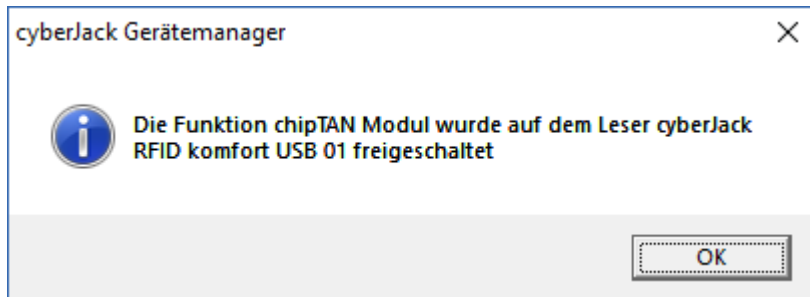 cyberJack Gerätemanager
Die Funktion chipTAN Modul wurde auf dem Leser cyberJack
RFID komfort USB 01 freigeschaltet
OK